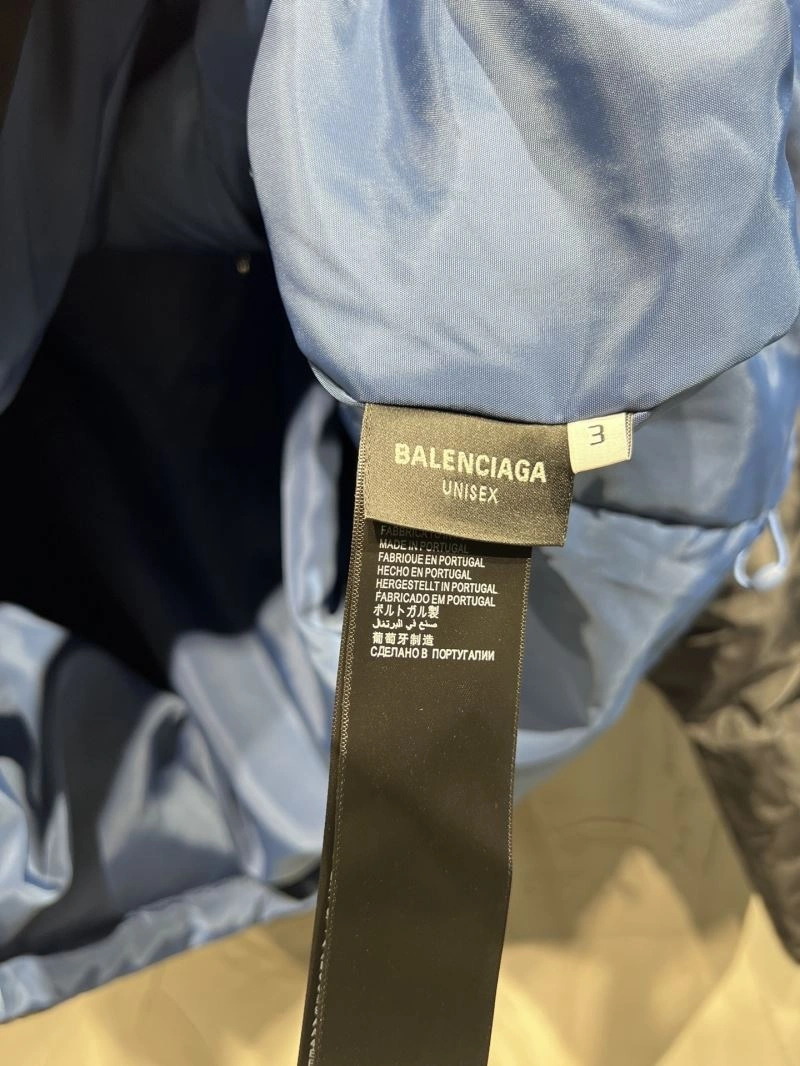 BALENCIAGA
UNISEX
3
MADE IN PORTUGAL
FABRIQUE EN PORTUGAL
HECHO EN PORTUGAL
HERGESTELLT IN PORTUGAL
FABRICADO EM PORTUGAL
ポルトガル製
صنع في البرتغال
葡萄牙制造
СДЕЛАНО В ПОРТУГАЛИИ